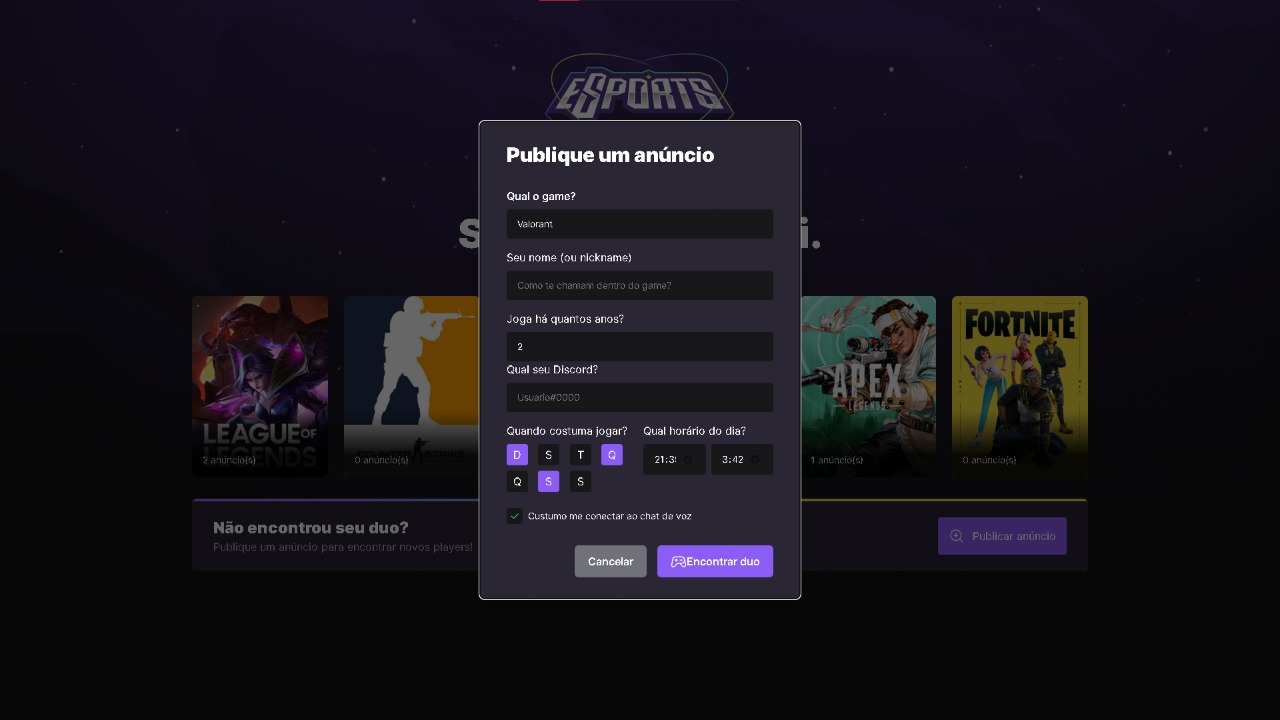 ESPORTS
Publique um anúncio
Qual o game?
Valorant
Seu nome (ou nickname)
Como te chamam dentro do game?
Joga há quantos anos?
2
Qual seu Discord?
Usuario#0000
Quando costuma jogar?
Qual horário do dia?
D S T Q
Q S S
21:3
3:42
Custumo me conectar ao chat de voz
Cancelar
Encontrar duo
S
i.
LEAGUE OF
LEGENDS
2 anúncio(s)
STRIKE
0 anúncio(s)
APEX
LEGENDS
1 anúncio(s)
FORTNITE
0 anúncio(s)
Não encontrou seu duo?
Publique um anúncio para encontrar novos players!
Publicar anúncio